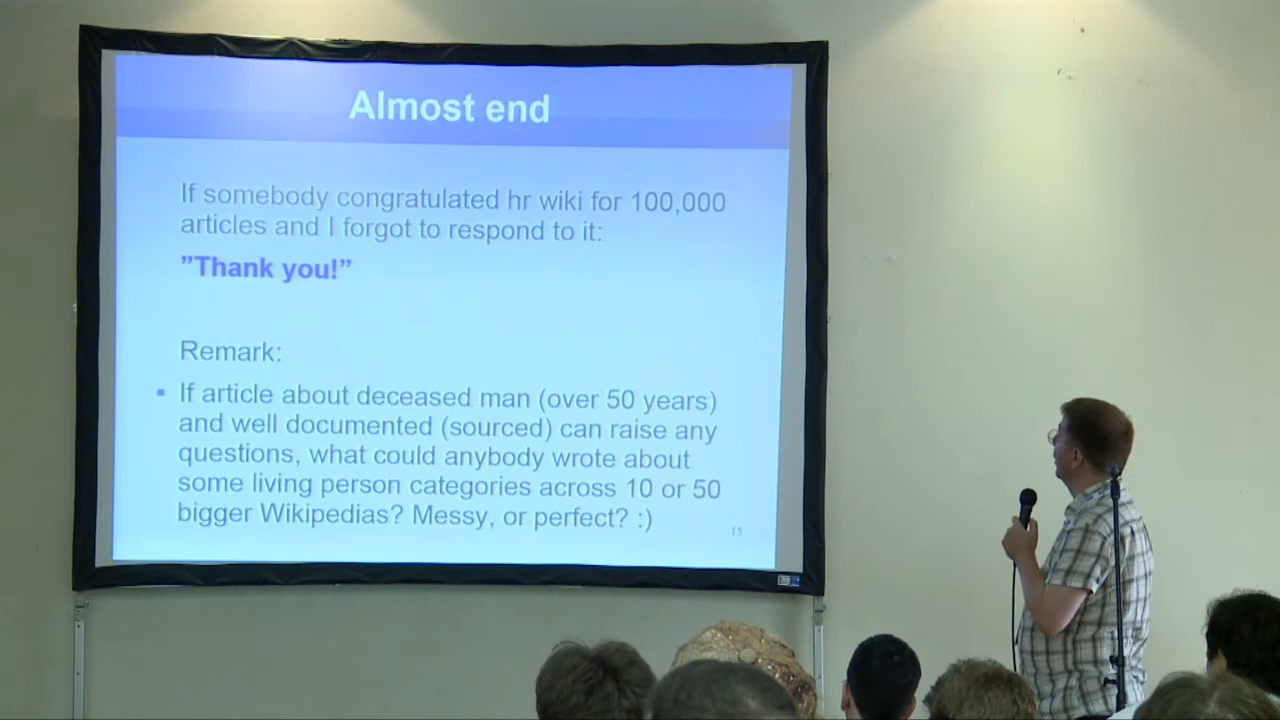 Almost end
If somebody congratulated hr wiki for 100,000
articles and I forgot to respond to it:
”Thank you!”
Remark:
▪ If article about deceased man (over 50 years)
and well documented (sourced) can raise any
questions, what could anybody wrote about
some living person categories across 10 or 50
bigger Wikipedias? Messy, or perfect? :)
15